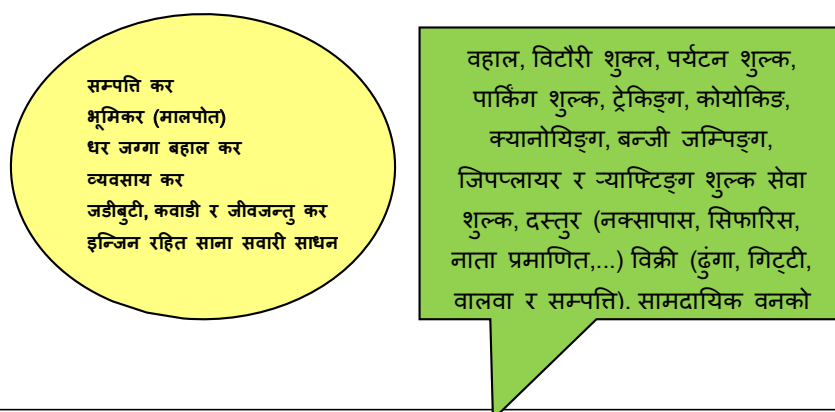 सम्पत्ति कर
भूमिकर (मालपोत)
धर जग्गा बहाल कर
व्यवसाय कर
जडीबुटी, कवाडी र जीवजन्तु कर
इन्जिन रहित साना सवारी साधन
वहाल, विटौरी शुक्ल, पर्यटन शुल्क,
पार्किंग शुल्क, ट्रेकिङ्ग, कोयोकिङ,
क्यानोयिङ्ग, बन्जी जम्पिङ्ग,
जिपप्लायर र र्‍याफ्टिङ्ग शुल्क सेवा
शुल्क, दस्तुर (नक्सापास, सिफारिस,
नाता प्रमाणित,...) विक्री (ढुंगा, गिट्टी,
वालवा र सम्पत्ति). सामदायिक वनको